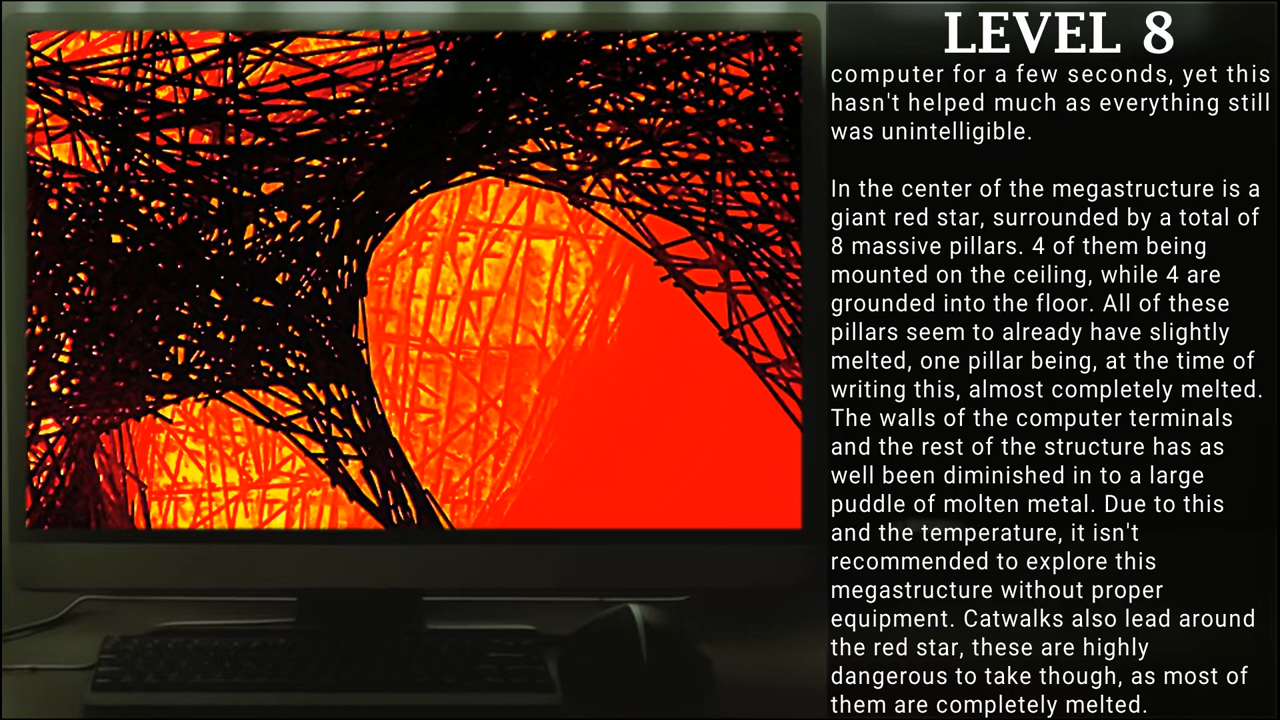 LEVEL 8
computer for a few seconds, yet this
hasn't helped much as everything still
was unintelligible.
In the center of the megastructure is a
giant red star, surrounded by a total of
8 massive pillars. 4 of them being
mounted on the ceiling, while 4 are
grounded into the floor. All of these
pillars seem to already have slightly
melted, one pillar being, at the time of
writing this, almost completely melted.
The walls of the computer terminals
and the rest of the structure has as
well been diminished in to a large
puddle of molten metal. Due to this
and the temperature, it isn't
recommended to explore this
megastructure without proper
equipment. Catwalks also lead around
the red star, these are highly
dangerous to take though, as most of
them are completely melted.